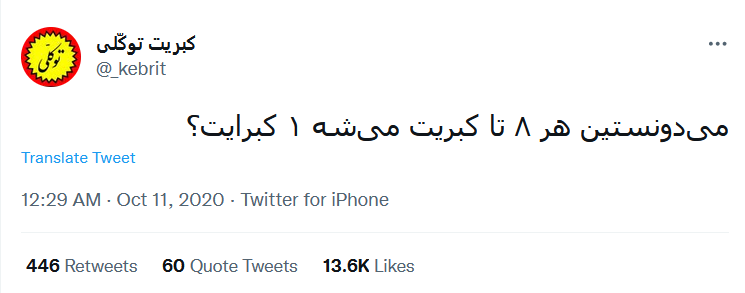 کبریت توکّلی
@_kebrit
توکلی
می‌دونستین هر ۸ تا کبریت می‌شه ۱ کبرایت؟
Translate Tweet
12:29 AM · Oct 11, 2020 · Twitter for iPhone
446 Retweets 60 Quote Tweets 13.6K Likes